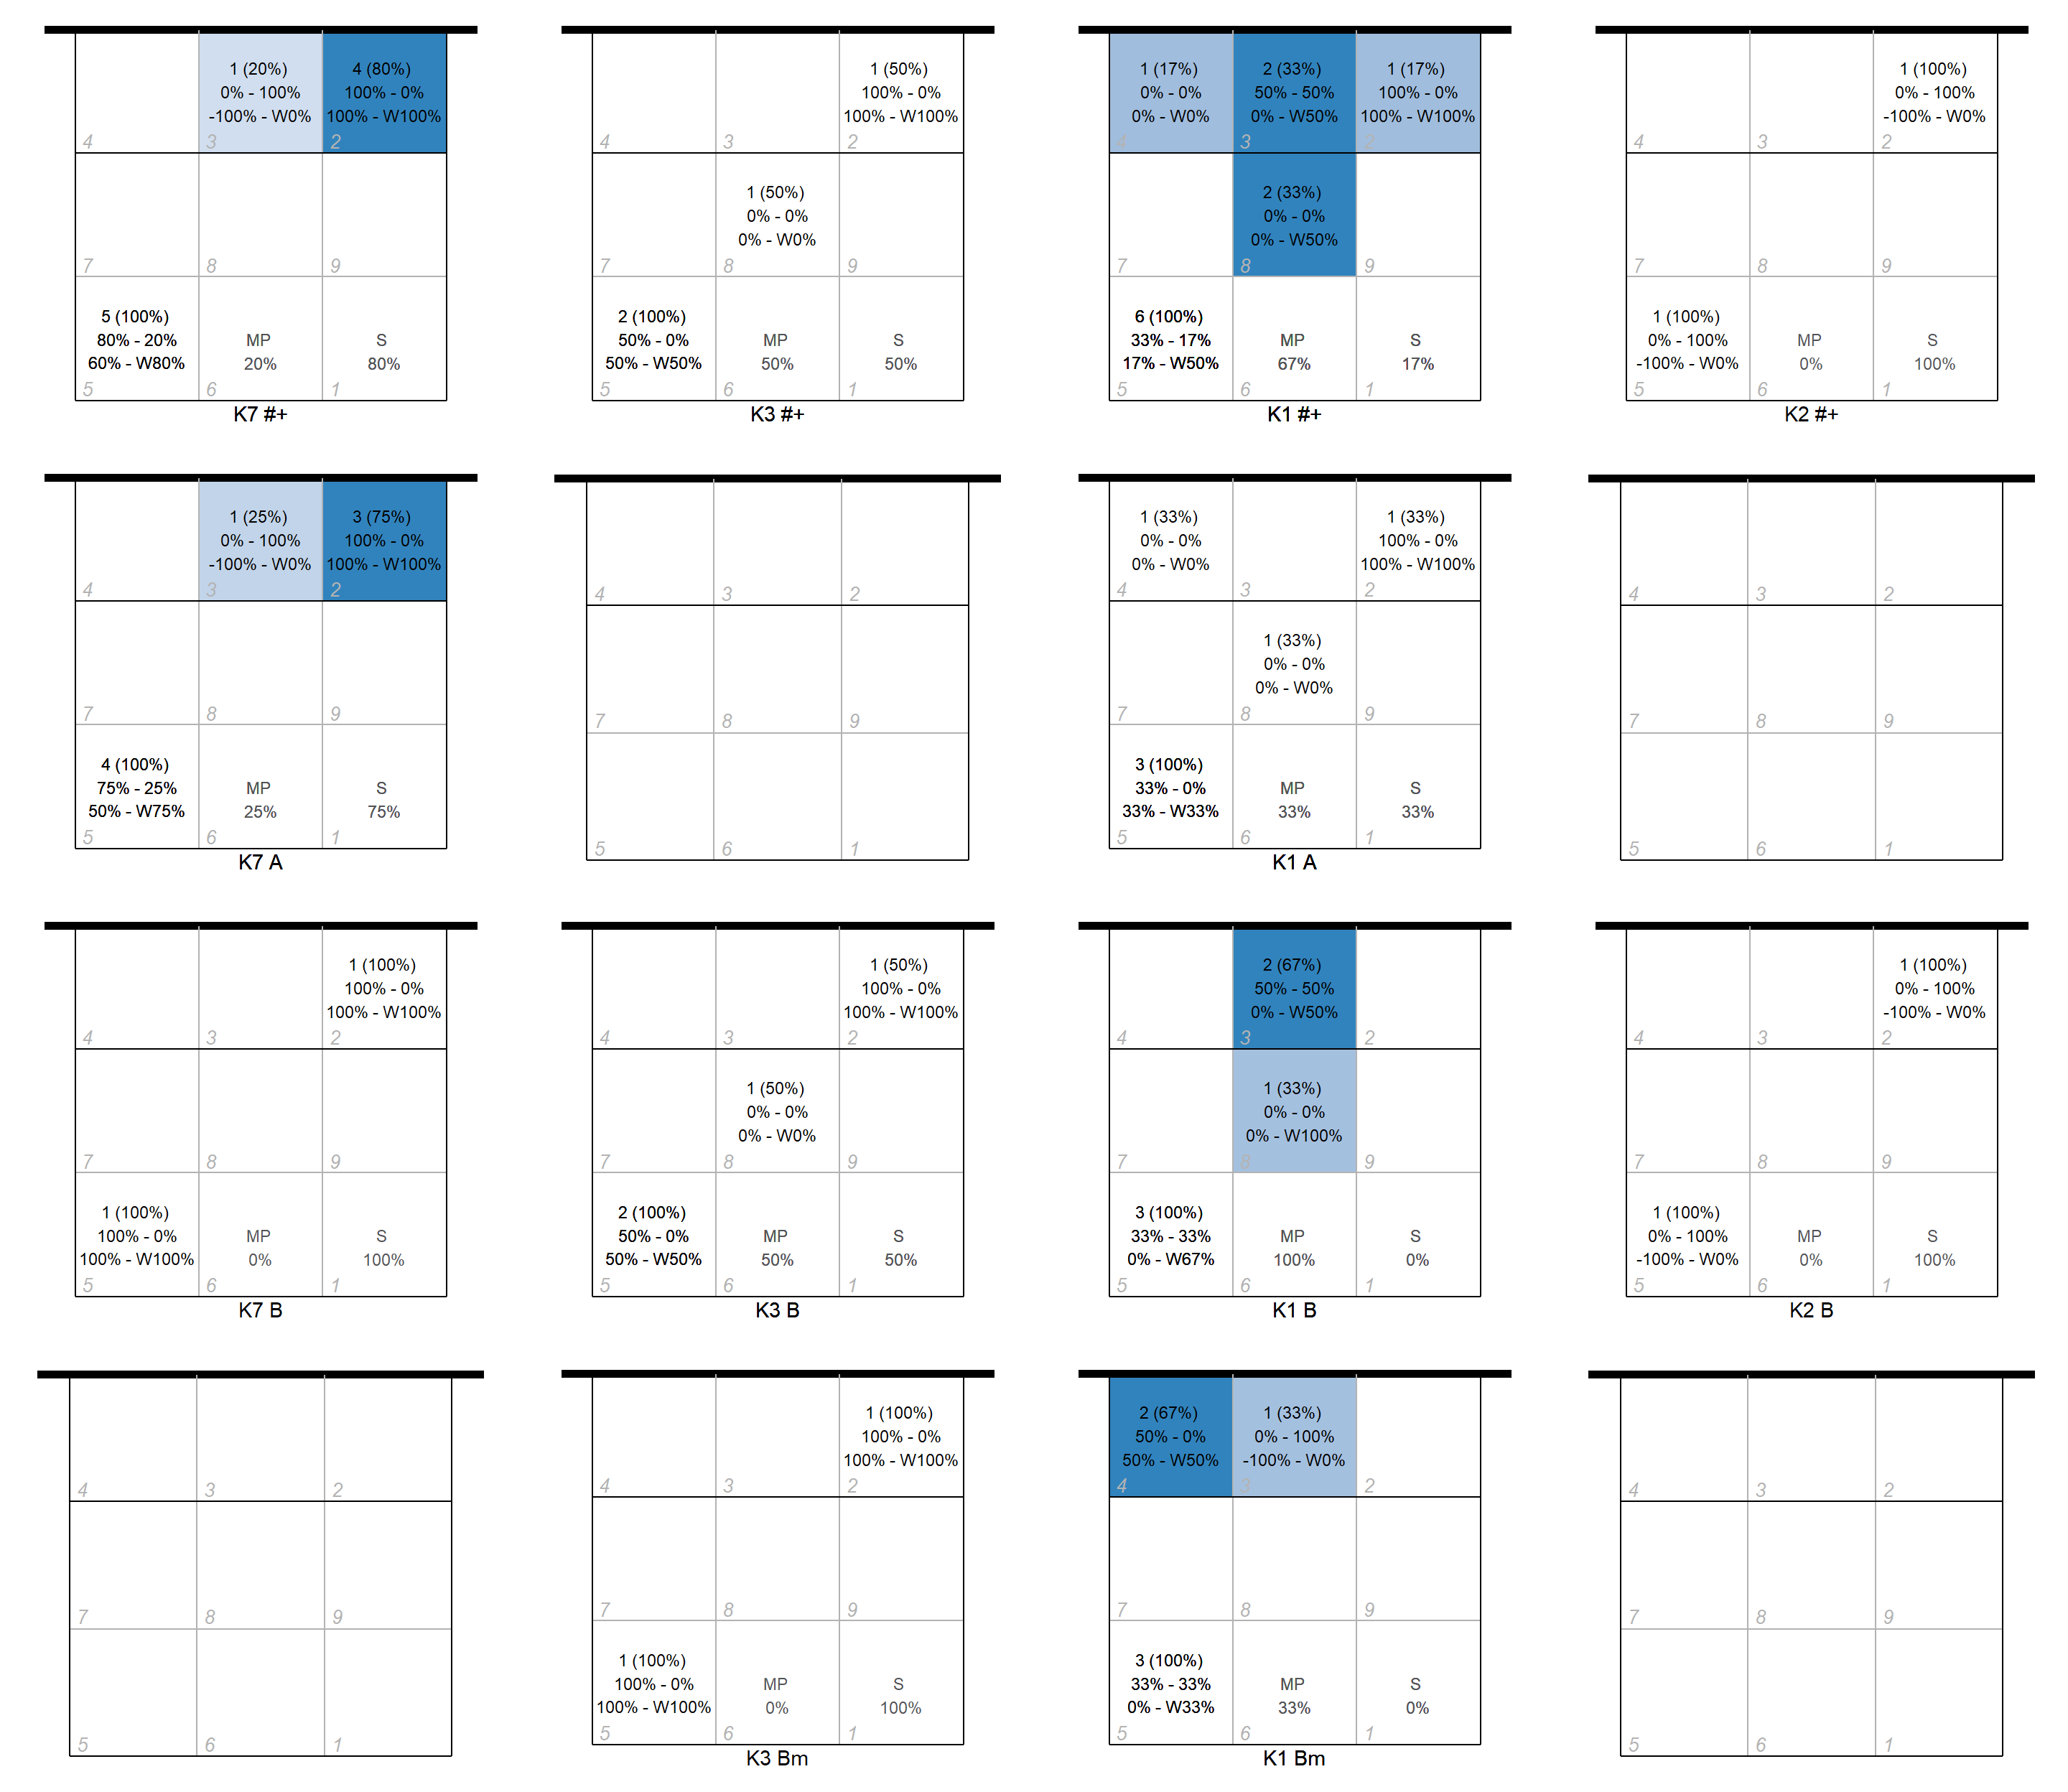 1 (20%)
0% - 100%
-100% - W0%
4 (80%)
100% - 0%
100% - W100%
4
3
2
7
8
9
5 (100%)
80% - 20%
60% - W80%
MP
20%
S
80%
5
6
1
K7 #+
1 (50%)
100% - 0%
100% - W100%
4
3
2
1 (50%)
0% - 0%
0% - W0%
7
8
9
2 (100%)
50% - 0%
50% - W50%
MP
50%
S
50%
5
6
1
K3 #+
1 (17%)
0% - 0%
0% - W0%
2 (33%)
50% - 50%
0% - W50%
1 (17%)
100% - 0%
100% - W100%
4
3
2
2 (33%)
0% - 0%
0% - W50%
7
8
9
6 (100%)
33% - 17%
17% - W50%
MP
67%
S
17%
5
6
1
K1 #+
1 (100%)
0% - 100%
-100% - W0%
4
3
2
7
8
9
1 (100%)
0% - 100%
-100% - W0%
MP
0%
S
100%
5
6
1
K2 #+
1 (25%)
0% - 100%
-100% - W0%
3 (75%)
100% - 0%
100% - W100%
4
3
2
7
8
9
4 (100%)
75% - 25%
50% - W75%
MP
25%
S
75%
5
6
1
K7 A
4
3
2
7
8
9
5
6
1
1 (33%)
0% - 0%
0% - W0%
1 (33%)
100% - 0%
100% - W100%
4
3
2
1 (33%)
0% - 0%
0% - W0%
7
8
9
3 (100%)
33% - 0%
33% - W33%
MP
33%
S
33%
5
6
1
K1 A
4
3
2
7
8
9
5
6
1
1 (100%)
100% - 0%
100% - W100%
4
3
2
7
8
9
1 (100%)
100% - 0%
100% - W100%
MP
0%
S
100%
5
6
1
K7 B
1 (50%)
100% - 0%
100% - W100%
4
3
2
1 (50%)
0% - 0%
0% - W0%
7
8
9
2 (100%)
50% - 0%
50% - W50%
MP
50%
S
50%
5
6
1
K3 B
2 (67%)
50% - 50%
0% - W50%
4
3
2
1 (33%)
0% - 0%
0% - W100%
7
8
9
3 (100%)
33% - 33%
0% - W67%
MP
100%
S
0%
5
6
1
K1 B
1 (100%)
0% - 100%
-100% - W0%
4
3
2
7
8
9
1 (100%)
0% - 100%
-100% - W0%
MP
0%
S
100%
5
6
1
K2 B
4
3
2
7
8
9
5
6
1
1 (100%)
100% - 0%
100% - W100%
4
3
2
7
8
9
1 (100%)
100% - 0%
100% - W100%
MP
0%
S
100%
5
6
1
K3 Bm
2 (67%)
50% - 0%
50% - W50%
1 (33%)
0% - 100%
-100% - W0%
4
3
2
7
8
9
3 (100%)
33% - 33%
0% - W33%
MP
33%
S
0%
5
6
1
K1 Bm
4
3
2
7
8
9
5
6
1